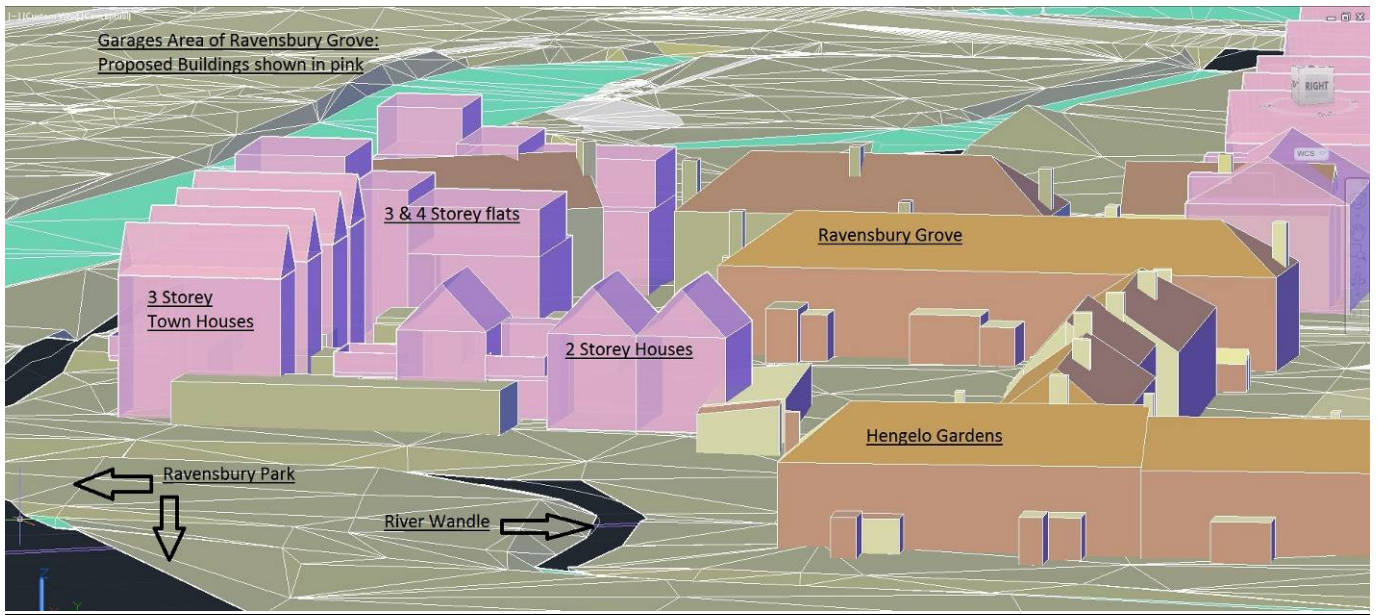 Garages Area of Ravensbury Grove:
Proposed Buildings shown in pink
RIGHT
WCS
3 & 4 Storey flats
Ravensbury Grove
3 Storey
Town Houses
2 Storey Houses
Hengelo Gardens
Ravensbury Park
River Wandle
Z
Y